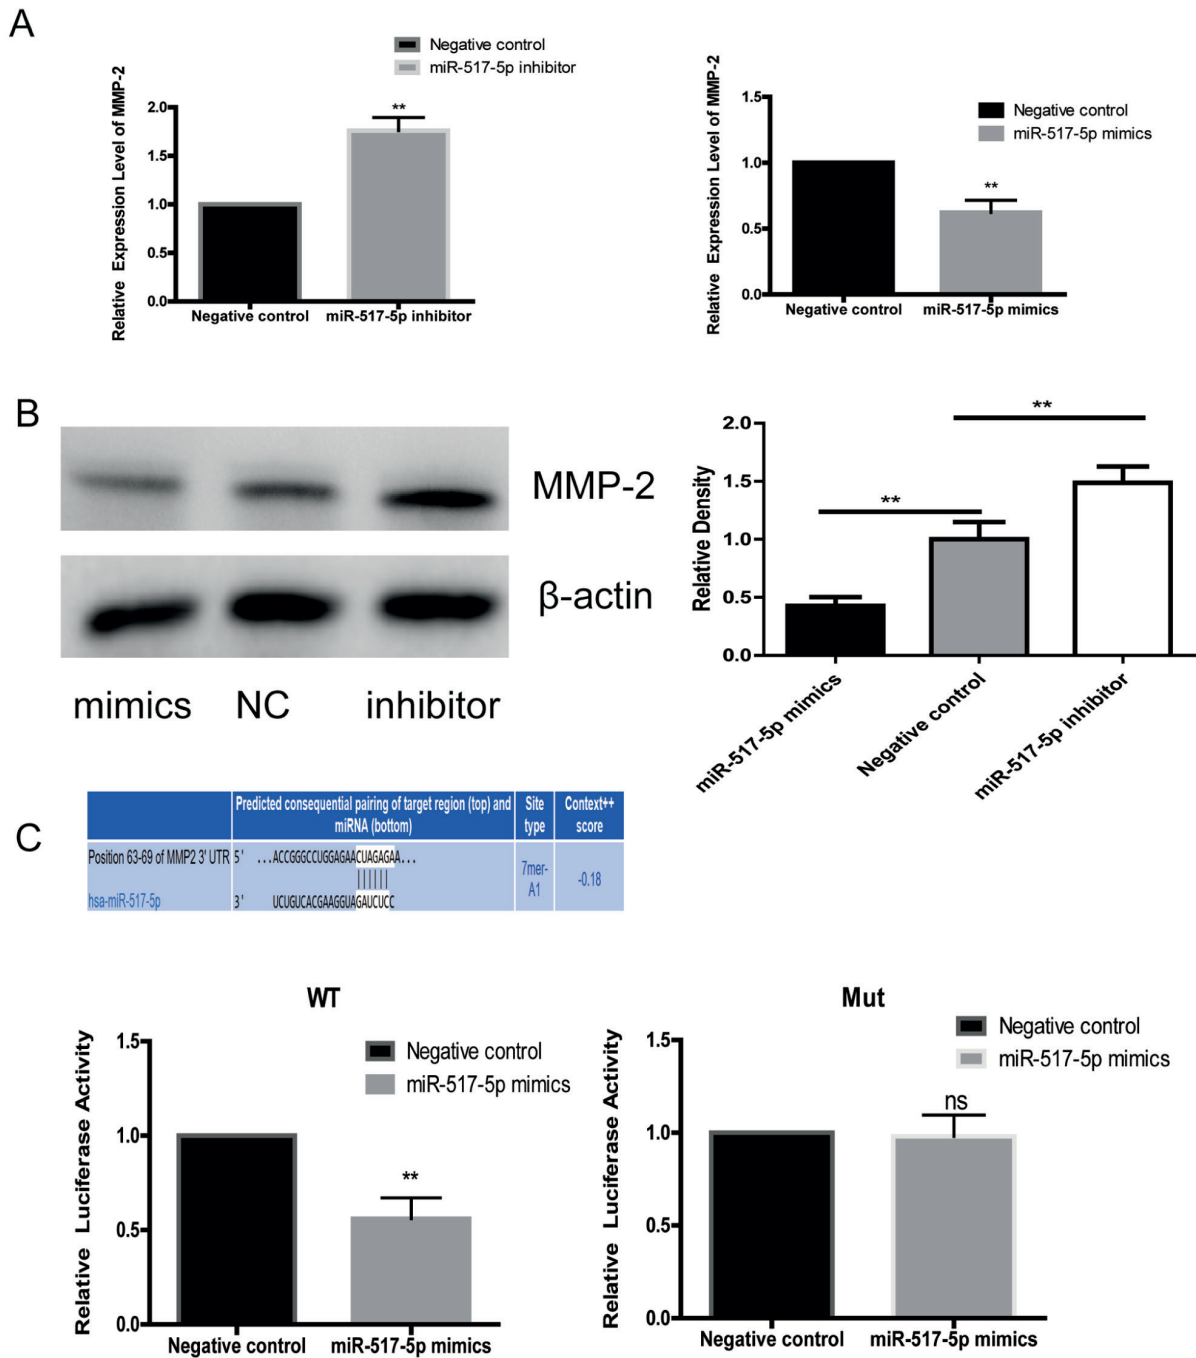 A
Negative control
miR-517-5p inhibitor
Relative Expression Level of MMP-2
2.0
1.5
1.0
0.5
0.0
**
Negative control
miR-517-5p inhibitor
Negative control
miR-517-5p mimics
Relative Expression Level of MMP-2
1.5
1.0
0.5
0.0
**
Negative control
miR-517-5p mimics
B
MMP-2
β-actin
mimics
NC
inhibitor
Relative Density
2.0
1.5
1.0
0.5
0.0
**
**
miR-517-5p mimics
Negative control
miR-517-5p inhibitor
C
Predicted consequential pairing of target region (top) and
miRNA (bottom)
Site
type
Context++
score
Position 63-69 of MMP2 3' UTR
5' ...ACCGGGCCUGGAGAACUAGAGAA...
||||||
hsa-miR-517-5p
3' UCUGUCACGAAGGUAGAUCUCC
7mer-
A1
-0.18
WT
Negative control
miR-517-5p mimics
Relative Luciferase Activity
1.5
1.0
0.5
0.0
**
Negative control
miR-517-5p mimics
Mut
Negative control
miR-517-5p mimics
Relative Luciferase Activity
1.5
1.0
0.5
0.0
ns
Negative control
miR-517-5p mimics